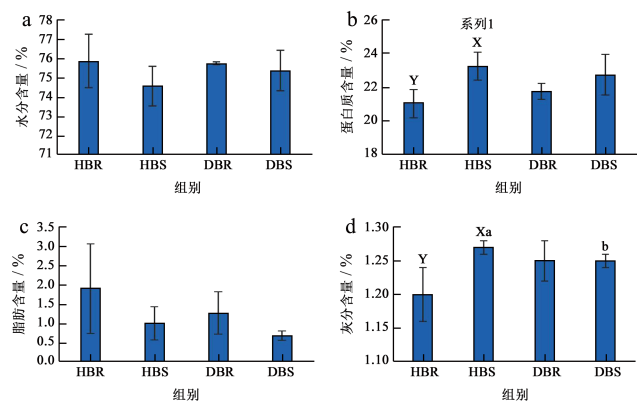 a
水分含量 / %
78
77
76
75
74
73
72
71
HBR HBS DBR DBS
组别
b
系列1
蛋白质含量 / %
26
24
22
20
18
Y X
HBR HBS DBR DBS
组别
c
脂肪含量 / %
3.5
3.0
2.5
2.0
1.5
1.0
0.5
0.0
HBR HBS DBR DBS
组别
d
灰分含量 / %
1.30
1.25
1.20
1.15
1.10
Y Xa b
HBR HBS DBR DBS
组别